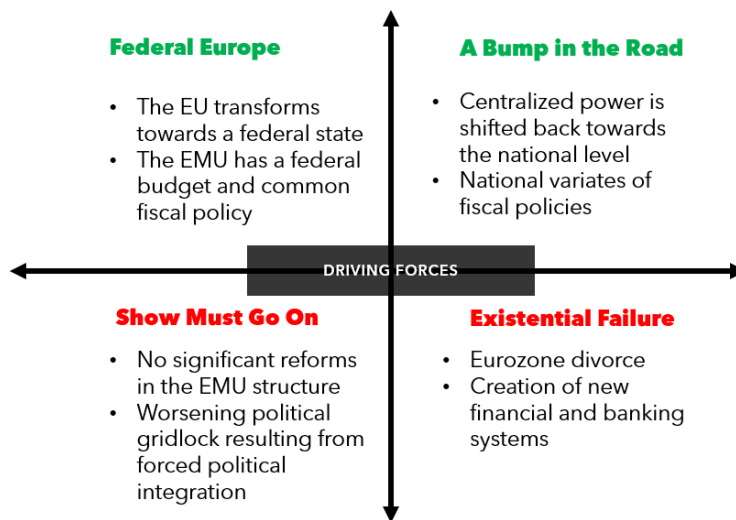 Federal Europe
• The EU transforms
towards a federal state
• The EMU has a federal
budget and common
fiscal policy
A Bump in the Road
• Centralized power is
shifted back towards
the national level
• National variates of
fiscal policies
DRIVING FORCES
Show Must Go On
• No significant reforms
in the EMU structure
• Worsening political
gridlock resulting from
forced political
integration
Existential Failure
• Eurozone divorce
• Creation of new
financial and banking
systems